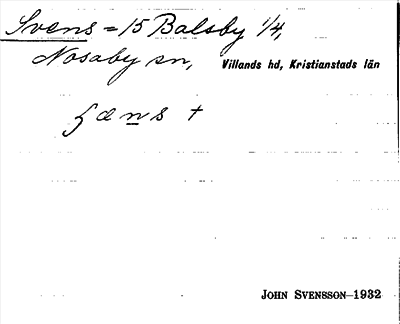 Svens = 15 Balsby 1/4,
Nosaby sn, Villands hd, Kristianstads län
John Svensson—1932